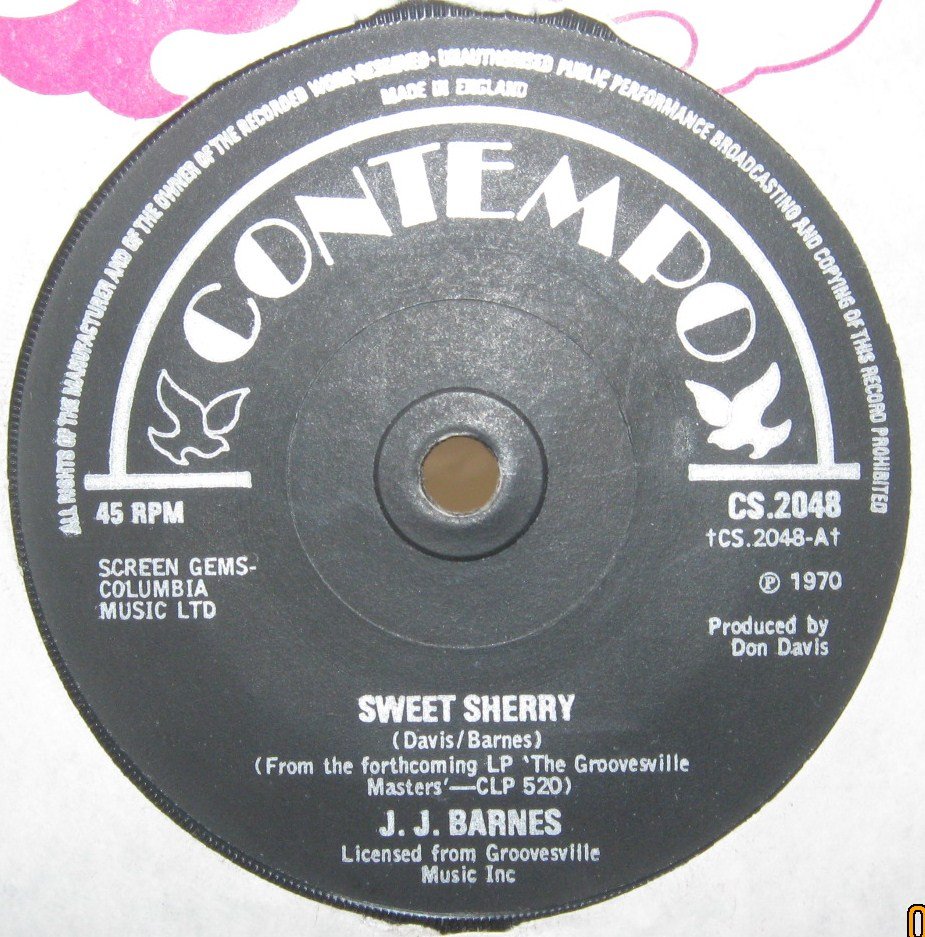 ALL RIGHTS OF THE MANUFACTURER AND OF THE OWNER OF THE RECORDED WORK RESERVED · UNAUTHORISED PUBLIC PERFORMANCE BROADCASTING AND COPYING OF THIS RECORD PROHIBITED
MADE IN ENGLAND
CONTEMPO
45 RPM
CS.2048
†CS.2048-A†
SCREEN GEMS-
COLUMBIA
MUSIC LTD
℗ 1970
Produced by
Don Davis
SWEET SHERRY
(Davis/Barnes)
(From the forthcoming LP ‘The Groovesville
Masters’—CLP 520)
J. J. BARNES
Licensed from Groovesville
Music Inc